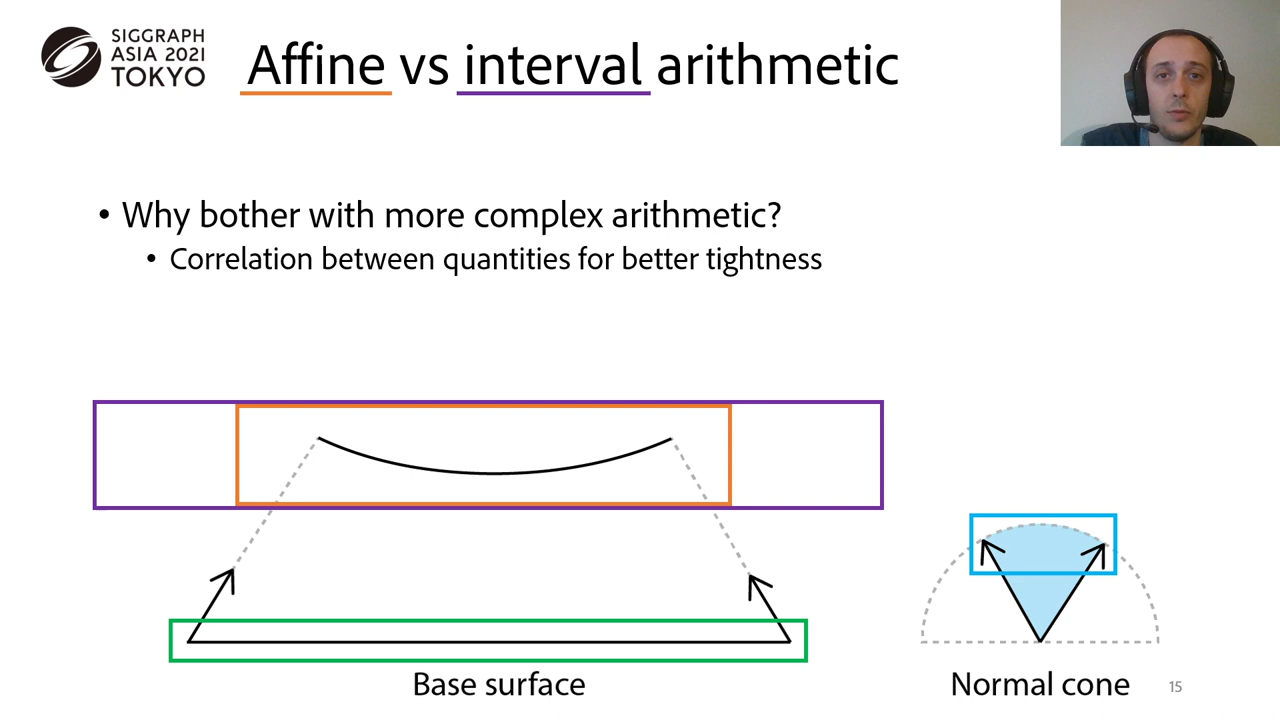 SIGGRAPH
ASIA 2021
TOKYO
Affine vs interval arithmetic
• Why bother with more complex arithmetic?
• Correlation between quantities for better tightness
Base surface
Normal cone
15